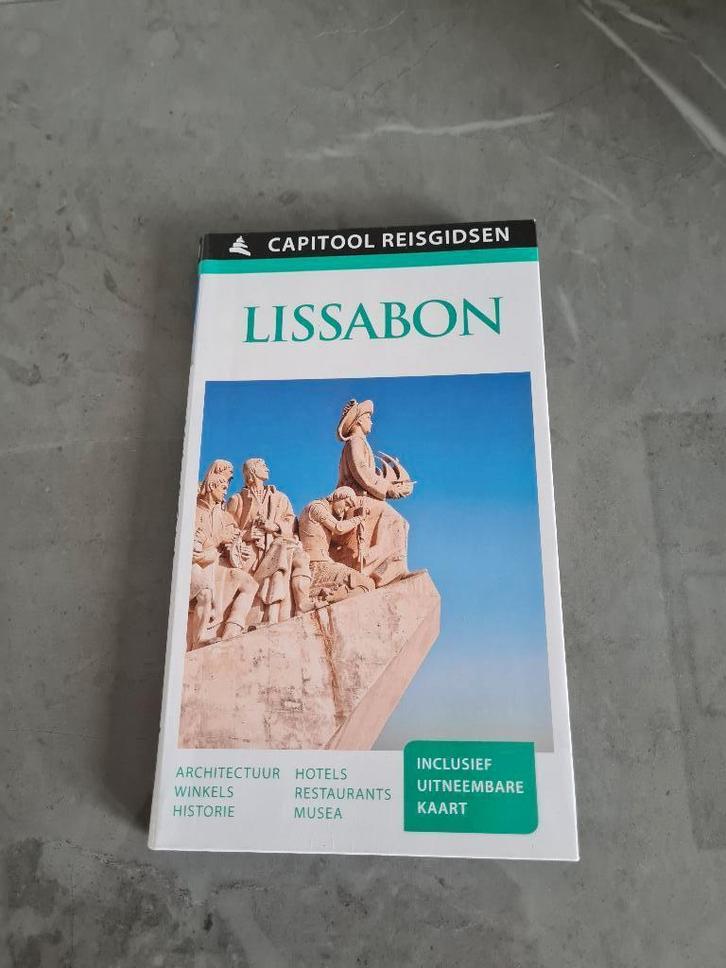 CAPITOOL REISGIDSEN
LISSABON
ARCHITECTUUR
WINKELS
HISTORIE
HOTELS
RESTAURANTS
MUSEA
INCLUSIEF
UITNEEMBARE
KAART